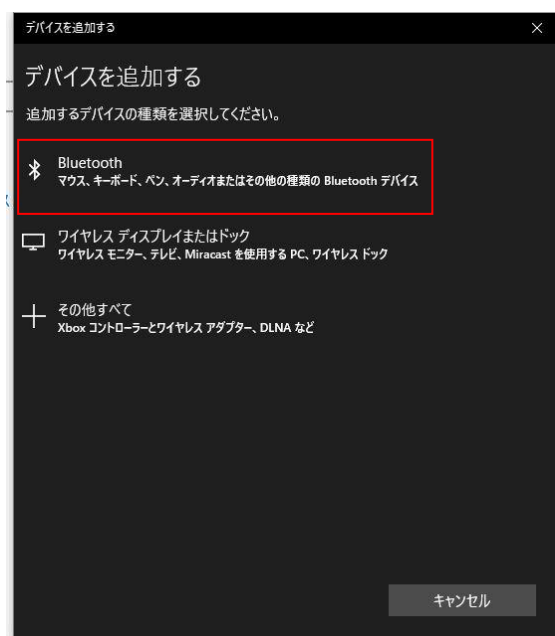 デバイスを追加する
デバイスを追加する
追加するデバイスの種類を選択してください。
Bluetooth
マウス、キーボード、ペン、オーディオまたはその他の種類の Bluetooth デバイス
ワイヤレス ディスプレイまたはドック
ワイヤレス モニター、テレビ、Miracast を使用する PC、ワイヤレス ドック
その他すべて
Xbox コントローラーとワイヤレス アダプター、DLNA など
キャンセル